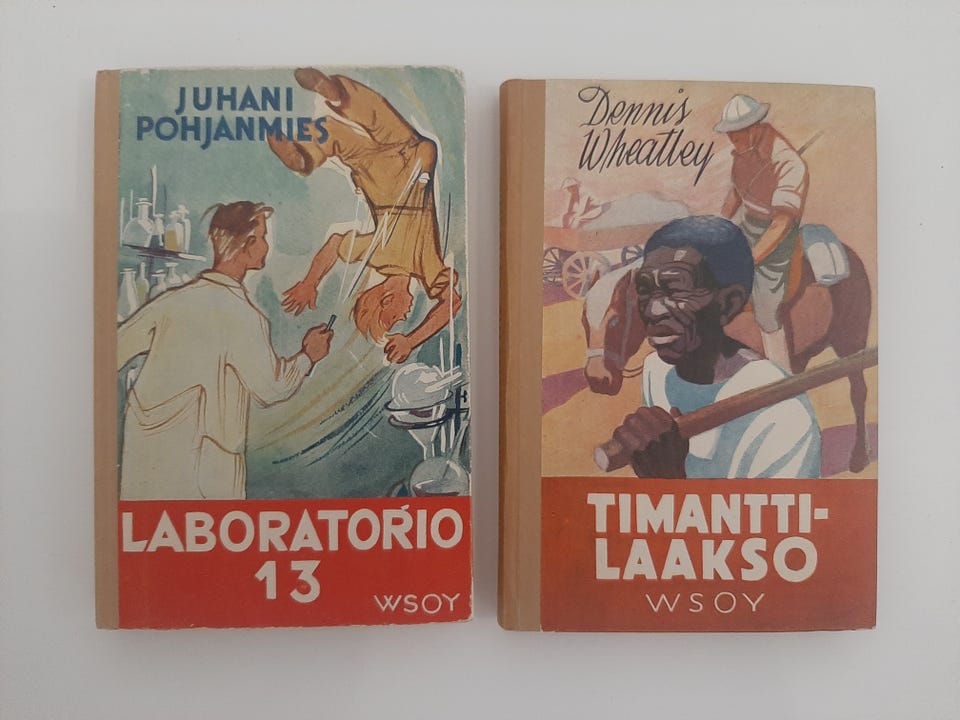 JUHANI
POHJANMIES
LABORATORIO
13
WSOY
Dennis
Wheatley
TIMANTTI-
LAAKSO
WSOY